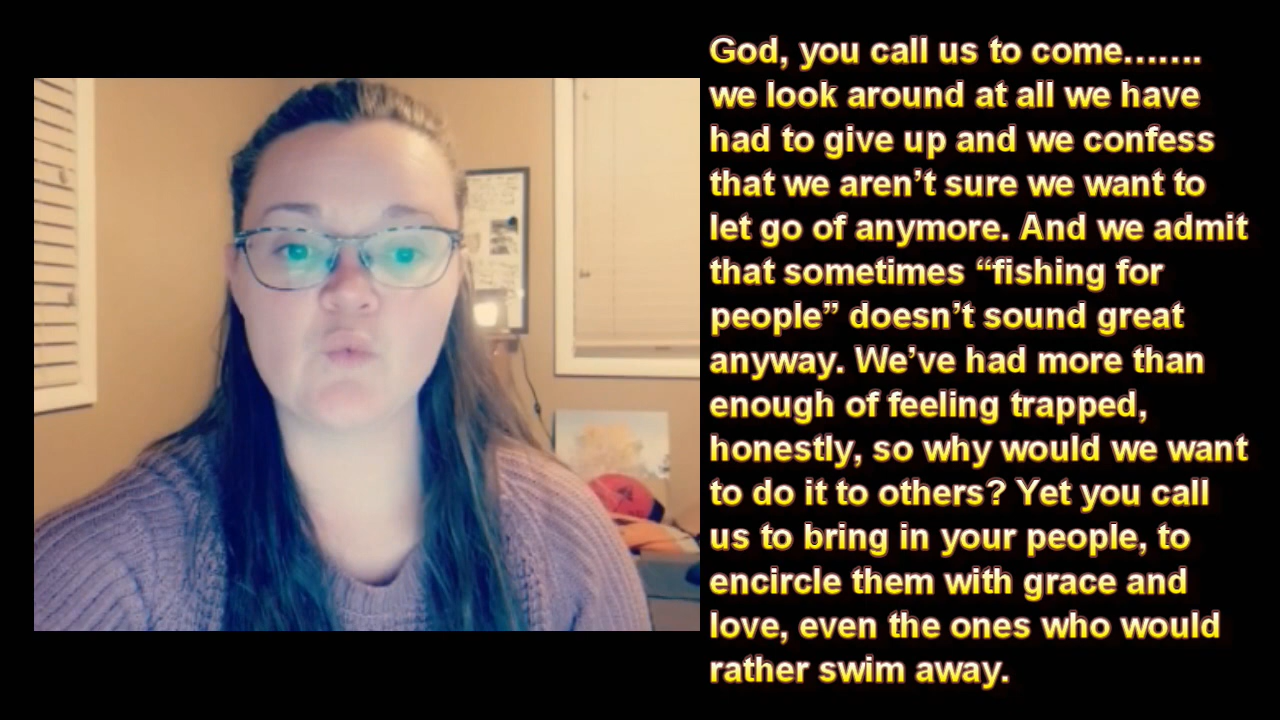 God, you call us to come.......
we look around at all we have
had to give up and we confess
that we aren’t sure we want to
let go of anymore. And we admit
that sometimes “fishing for
people” doesn’t sound great
anyway. We’ve had more than
enough of feeling trapped,
honestly, so why would we want
to do it to others? Yet you call
us to bring in your people, to
encircle them with grace and
love, even the ones who would
rather swim away.